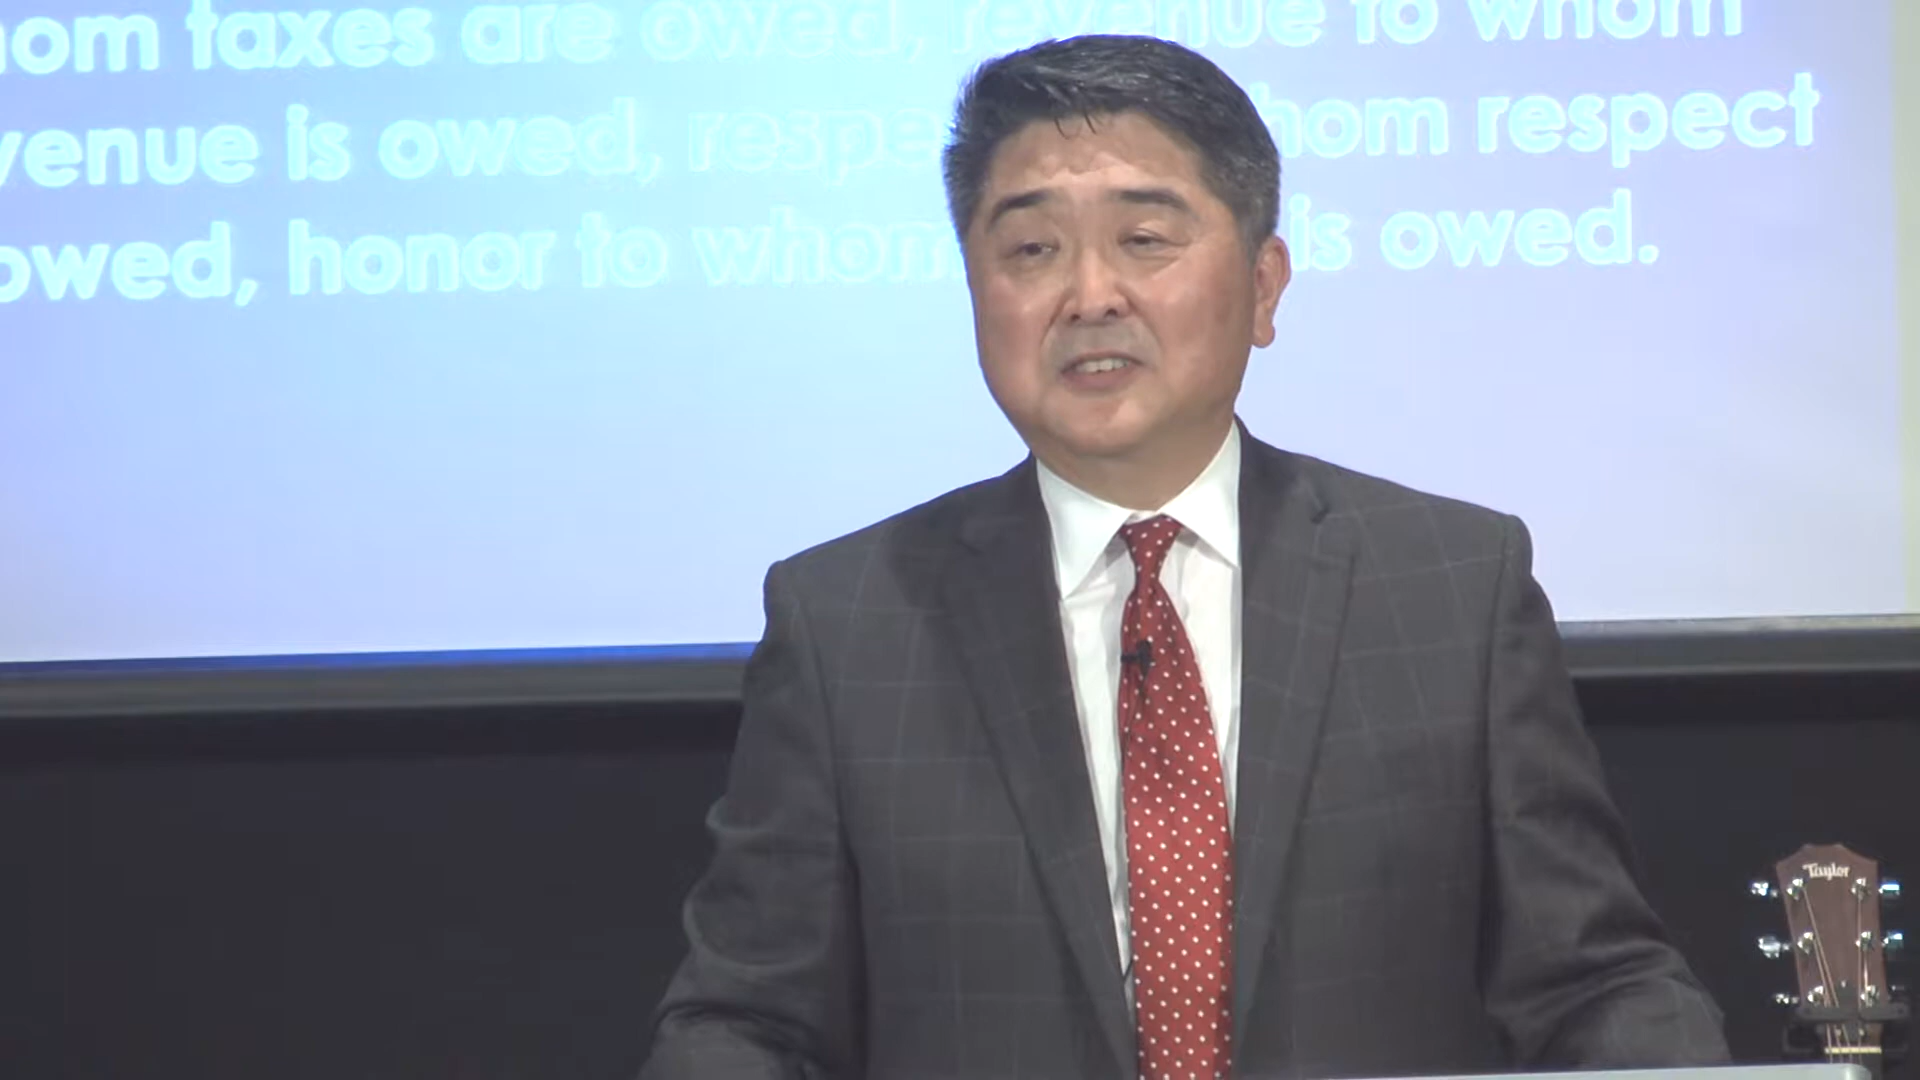 hom taxes are owed, revenue to whom
venue is owed, respe hom respect
owed, honor to whom is owed.
Taylor